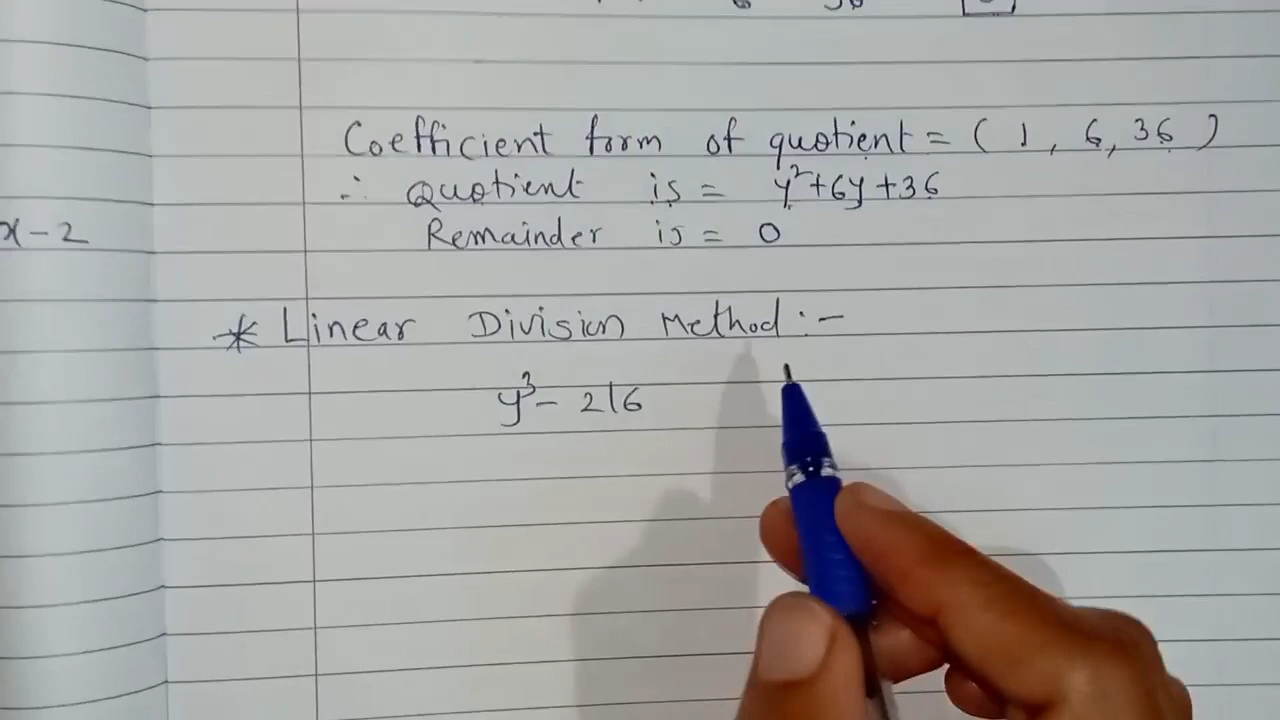 Coefficient form of quotient = ( 1 , 6, 36 )
∴ Quotient is = y²+6y+36
x-2
Remainder is = 0
* Linear Division Method :-
y³- 216